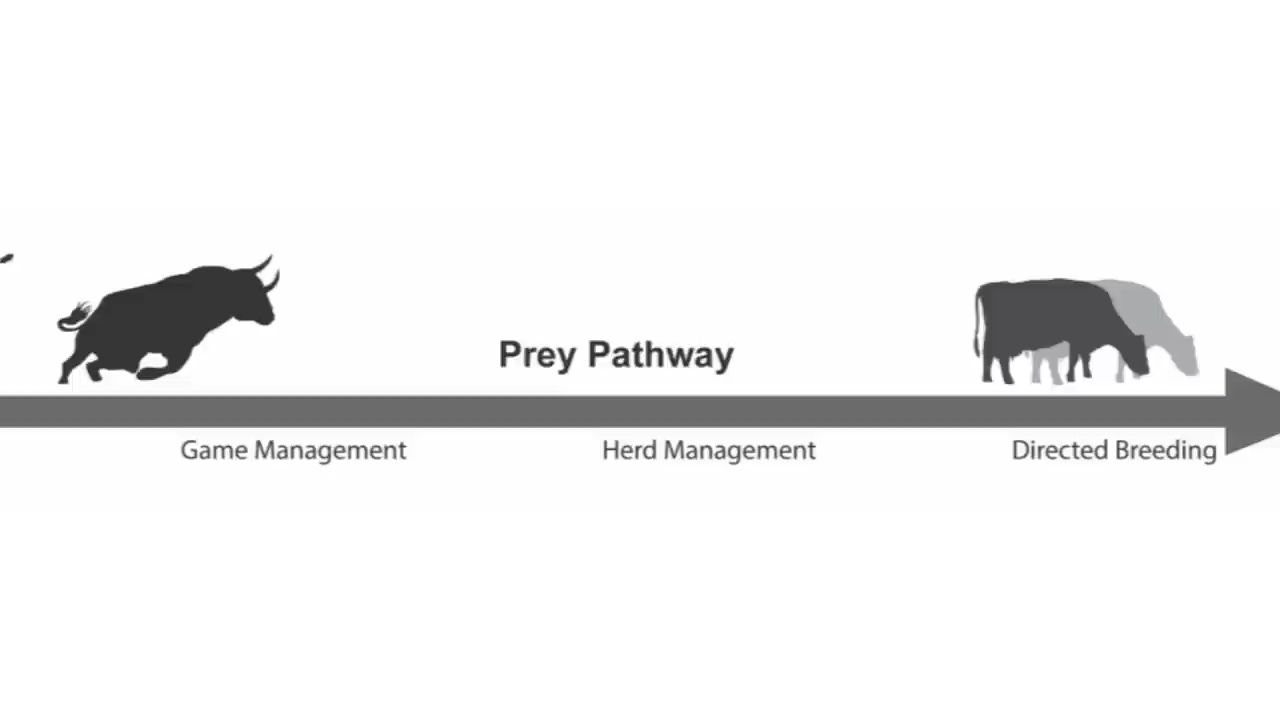 Prey Pathway
Game Management
Herd Management
Directed Breeding